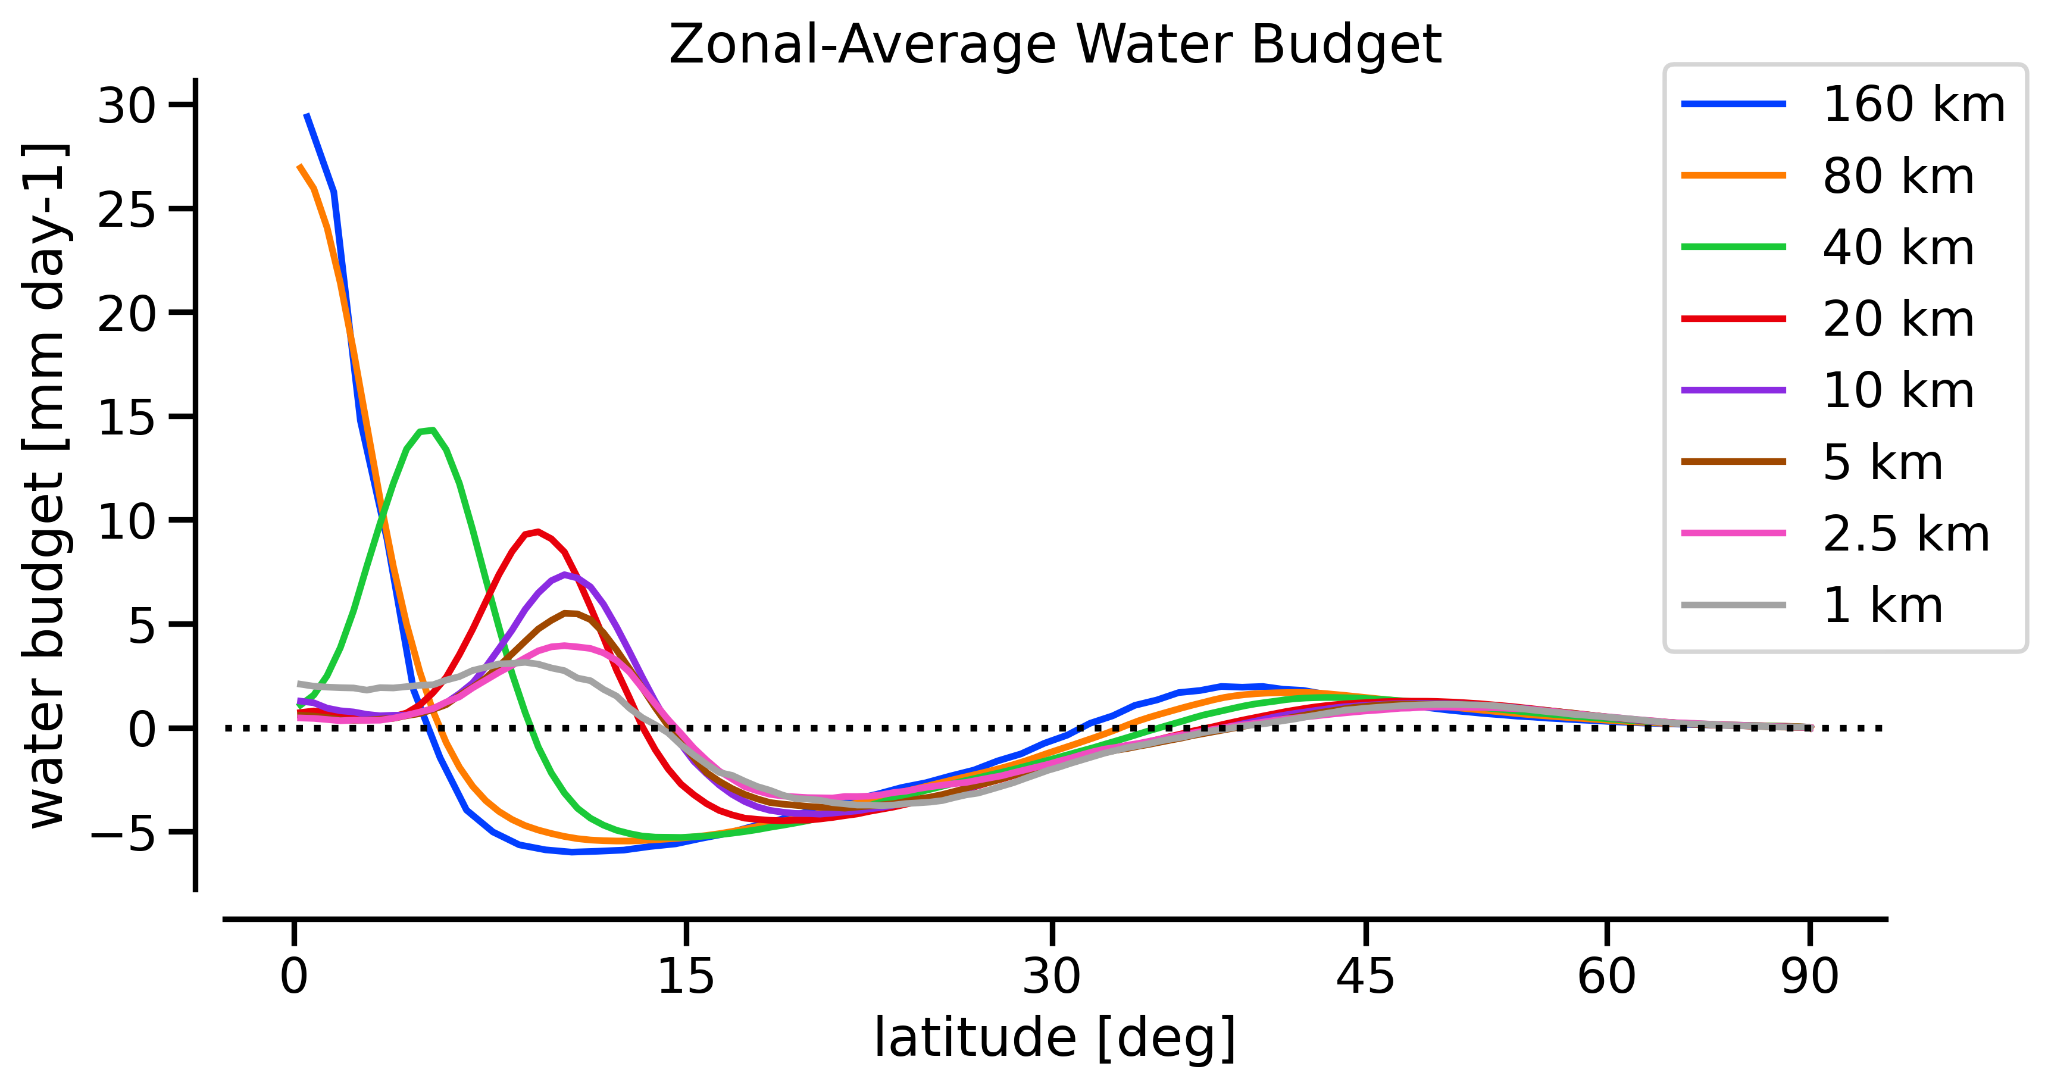 Zonal-Average Water Budget
water budget [mm day-1]
30
25
20
15
10
5
0
−5
0 15 30 45 60 90
latitude [deg]
160 km
80 km
40 km
20 km
10 km
5 km
2.5 km
1 km